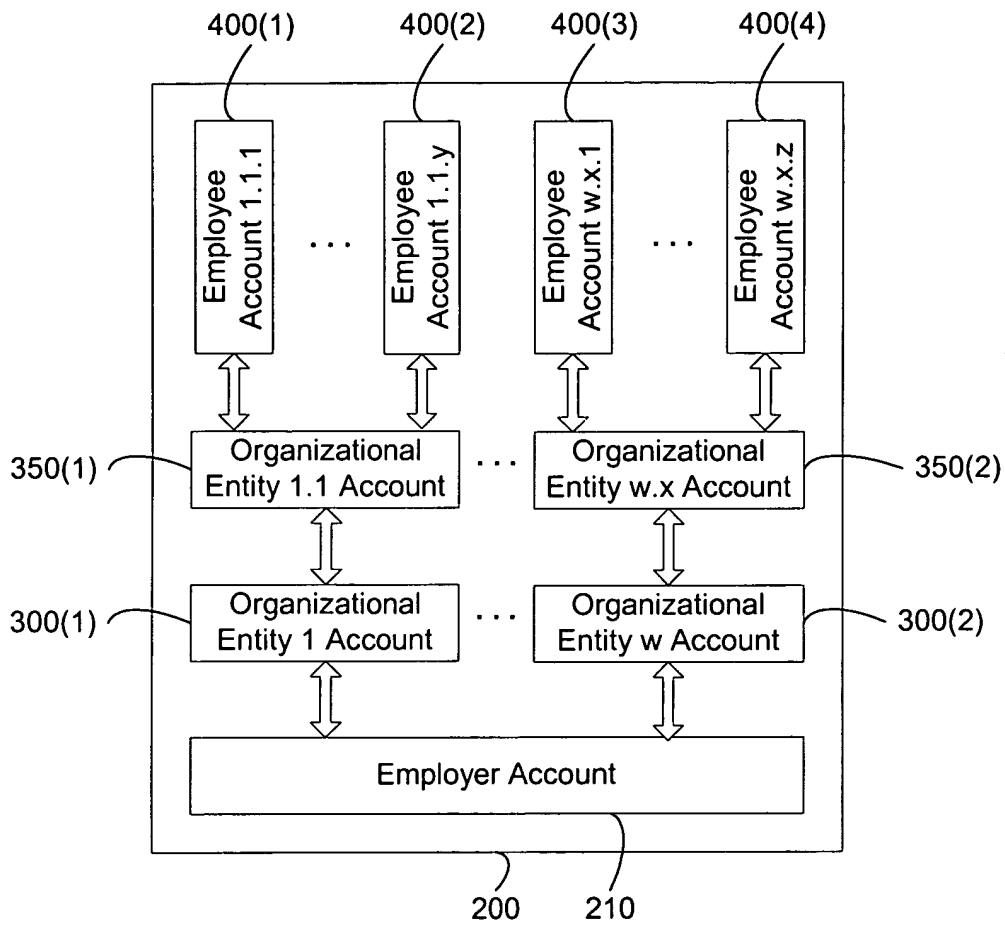 400(1)
400(2)
400(3)
400(4)
Employee
Account 1.1.1
...
Employee
Account 1.1.y
Employee
Account w.x.1
...
Employee
Account w.x.z
350(1)
Organizational
Entity 1.1 Account
...
Organizational
Entity w.x Account
350(2)
300(1)
Organizational
Entity 1 Account
...
Organizational
Entity w Account
300(2)
Employer Account
200
210